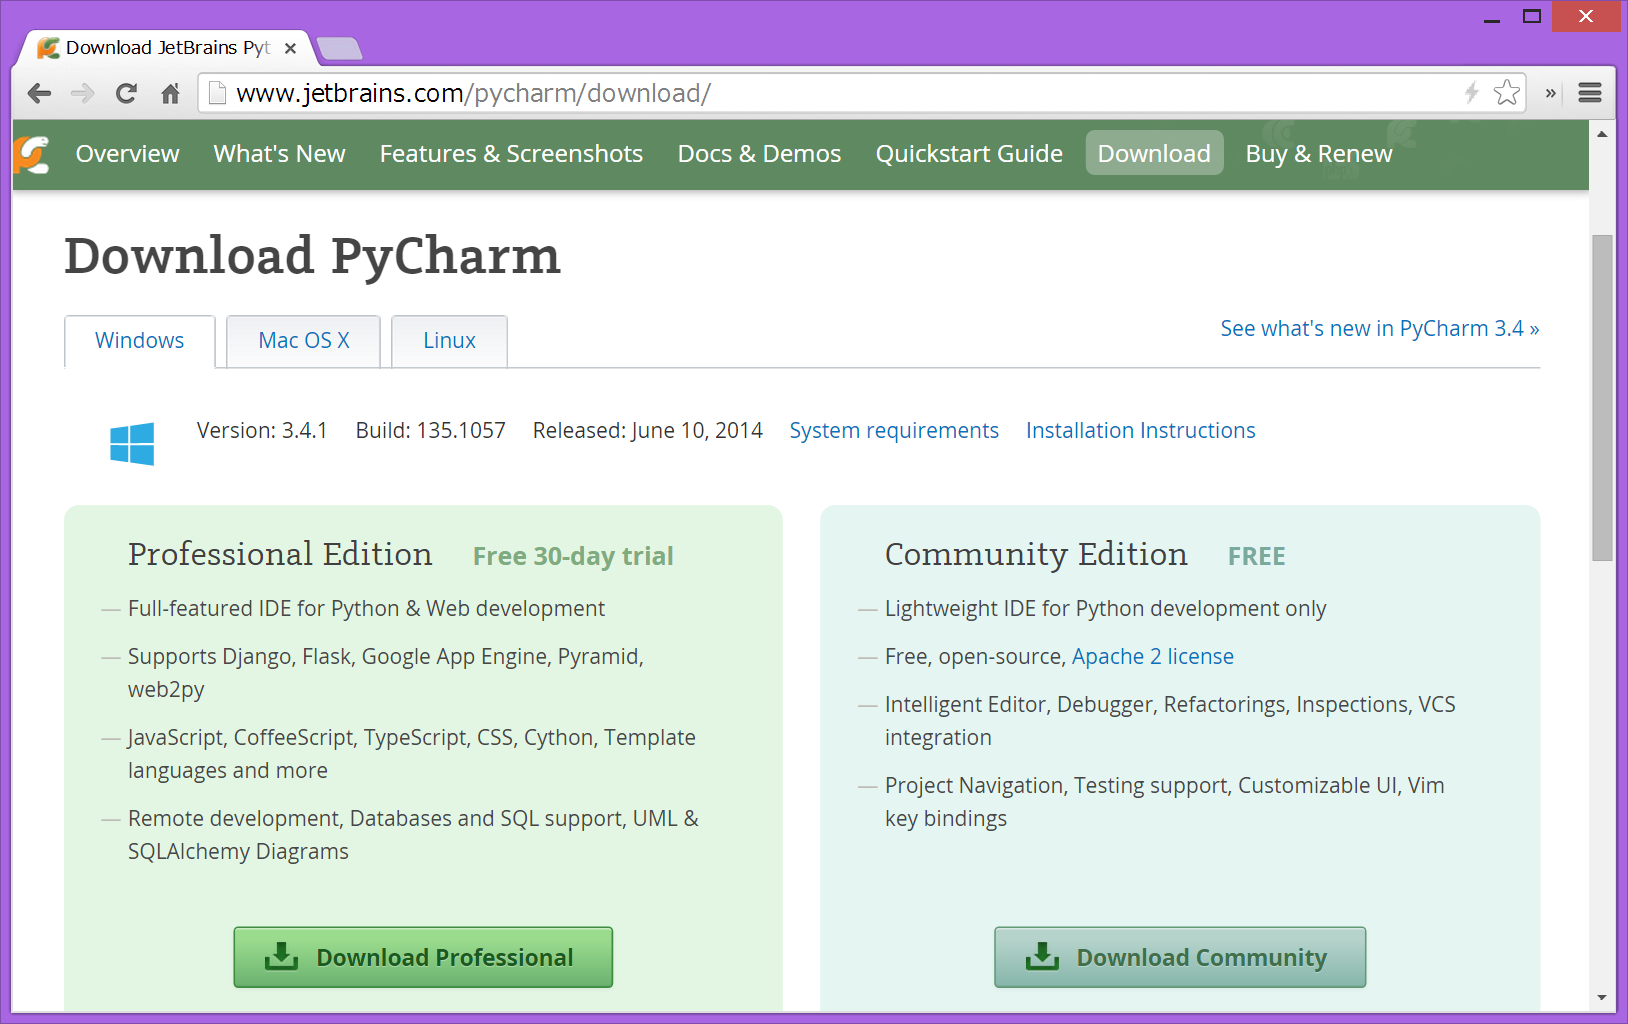 Download JetBrains Pyt
www.jetbrains.com/pycharm/download/
Overview What's New Features & Screenshots Docs & Demos Quickstart Guide Download Buy & Renew
Download PyCharm
Windows Mac OS X Linux
See what's new in PyCharm 3.4 »
Version: 3.4.1 Build: 135.1057 Released: June 10, 2014 System requirements Installation Instructions
Professional Edition Free 30-day trial
— Full-featured IDE for Python & Web development
— Supports Django, Flask, Google App Engine, Pyramid,
web2py
— JavaScript, CoffeeScript, TypeScript, CSS, Cython, Template
languages and more
— Remote development, Databases and SQL support, UML &
SQLAlchemy Diagrams
Download Professional
Community Edition FREE
— Lightweight IDE for Python development only
— Free, open-source, Apache 2 license
— Intelligent Editor, Debugger, Refactorings, Inspections, VCS
integration
— Project Navigation, Testing support, Customizable UI, Vim
key bindings
Download Community